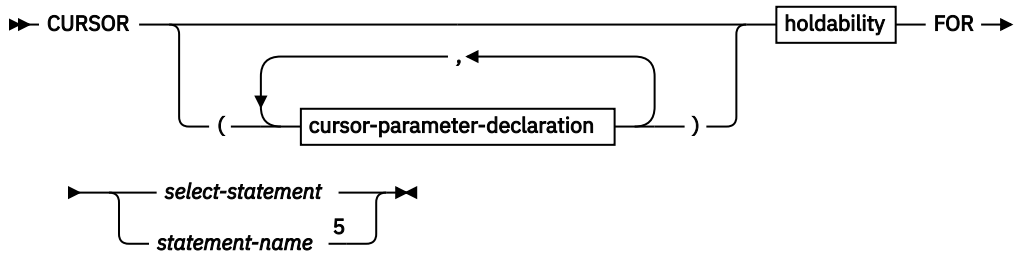 CURSOR holdability FOR
,
( cursor-parameter-declaration )
select-statement
5
statement-name